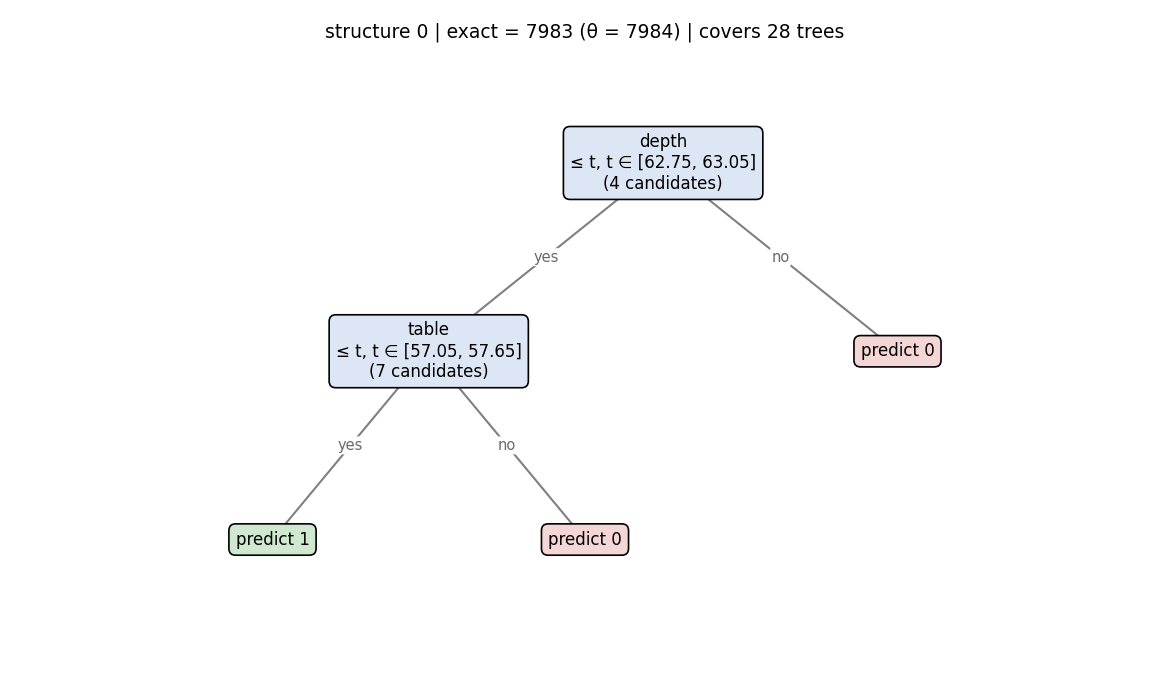 structure 0 | exact = 7983 (θ = 7984) | covers 28 trees
depth
≤ t, t ∈ [62.75, 63.05]
(4 candidates)
yes
no
table
≤ t, t ∈ [57.05, 57.65]
(7 candidates)
predict 0
yes
no
predict 1
predict 0